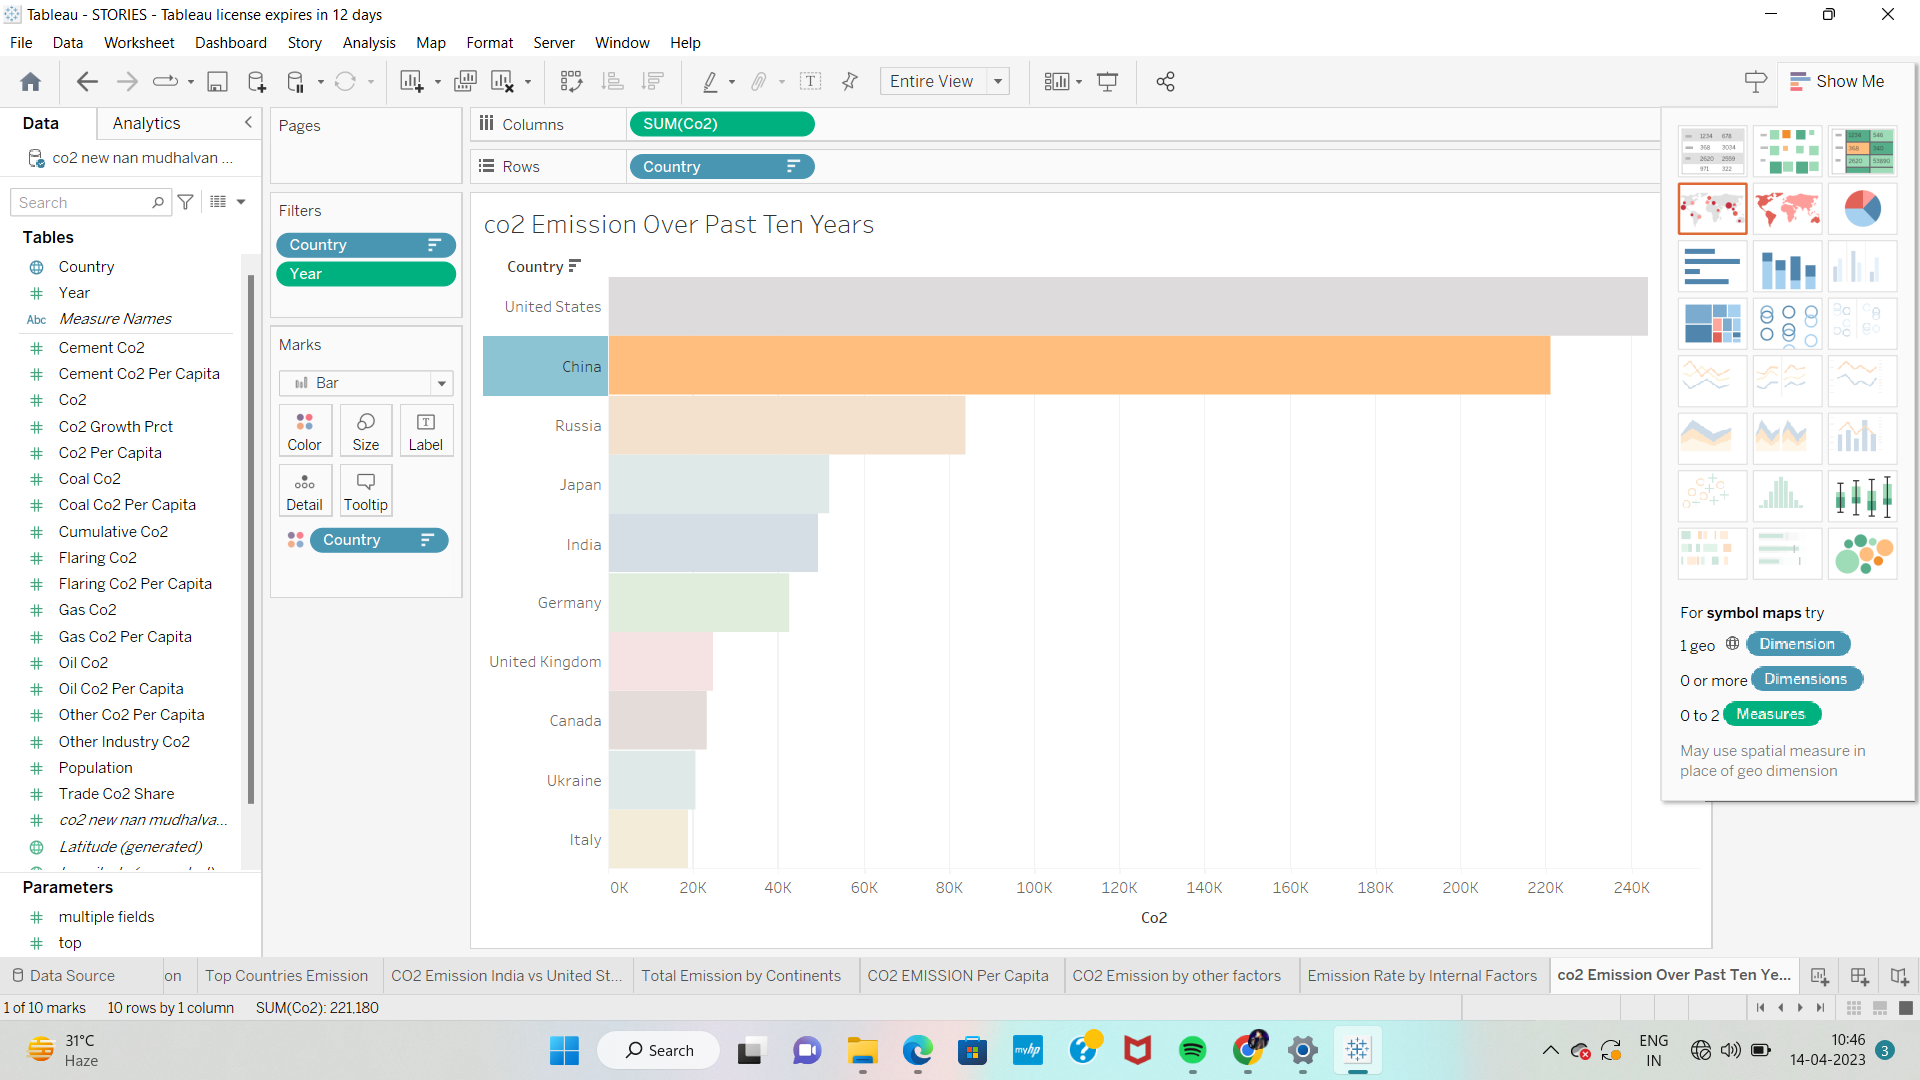 Tableau - STORIES - Tableau license expires in 12 days
File Data Worksheet Dashboard Story Analysis Map Format Server Window Help
Entire View
Show Me
Data Analytics
co2 new nan mudhalvan ...
Search
Tables
Country
Year
Abc Measure Names
Cement Co2
Cement Co2 Per Capita
Co2
Co2 Growth Prct
Co2 Per Capita
Coal Co2
Coal Co2 Per Capita
Cumulative Co2
Flaring Co2
Flaring Co2 Per Capita
Gas Co2
Gas Co2 Per Capita
Oil Co2
Oil Co2 Per Capita
Other Co2 Per Capita
Other Industry Co2
Population
Trade Co2 Share
co2 new nan mudhalva...
Latitude (generated)
Parameters
multiple fields
top
Pages
Filters
Country
Year
Marks
Bar
Color Size Label
Detail Tooltip
Country
Columns SUM(Co2)
Rows Country
co2 Emission Over Past Ten Years
Country
United States
China
Russia
Japan
India
Germany
United Kingdom
Canada
Ukraine
Italy
0K 20K 40K 60K 80K 100K 120K 140K 160K 180K 200K 220K 240K
Co2
For symbol maps try
1 geo Dimension
0 or more Dimensions
0 to 2 Measures
May use spatial measure in
place of geo dimension
Data Source on Top Countries Emission CO2 Emission India vs United St... Total Emission by Continents CO2 EMISSION Per Capita CO2 Emission by other factors Emission Rate by Internal Factors co2 Emission Over Past Ten Ye...
1 of 10 marks 10 rows by 1 column SUM(Co2): 221,180
31°C
Haze
Search
myhp
ENG
IN
10:46
14-04-2023
3